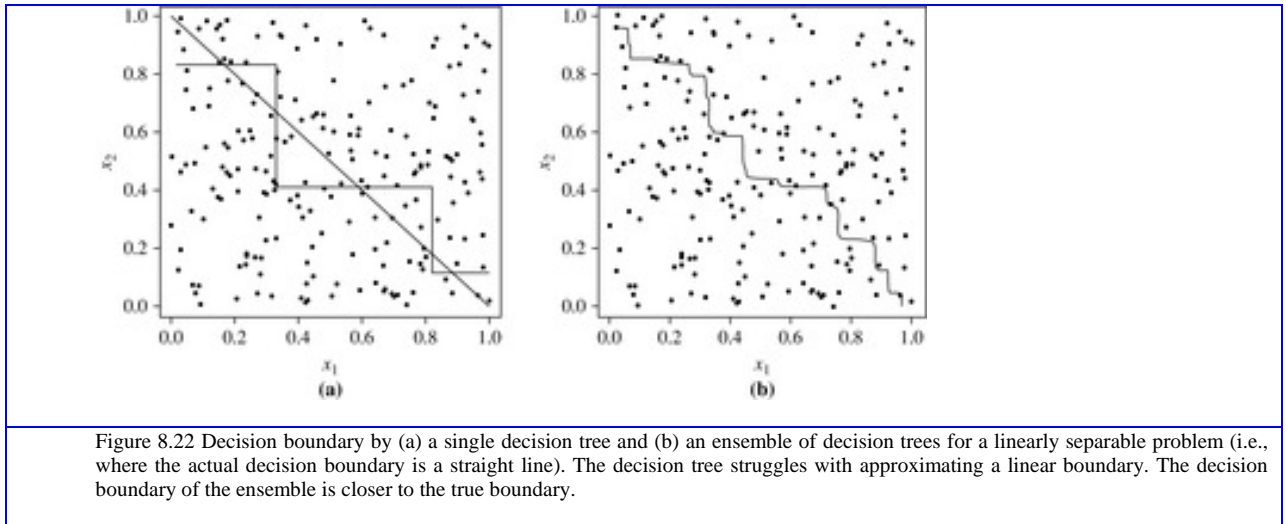 1.0
0.8
0.6
0.4
0.2
0.0
x2
0.0 0.2 0.4 0.6 0.8 1.0
x1
(a)
1.0
0.8
0.6
0.4
0.2
0.0
x2
0.0 0.2 0.4 0.6 0.8 1.0
x1
(b)
Figure 8.22 Decision boundary by (a) a single decision tree and (b) an ensemble of decision trees for a linearly separable problem (i.e.,
where the actual decision boundary is a straight line). The decision tree struggles with approximating a linear boundary. The decision
boundary of the ensemble is closer to the true boundary.